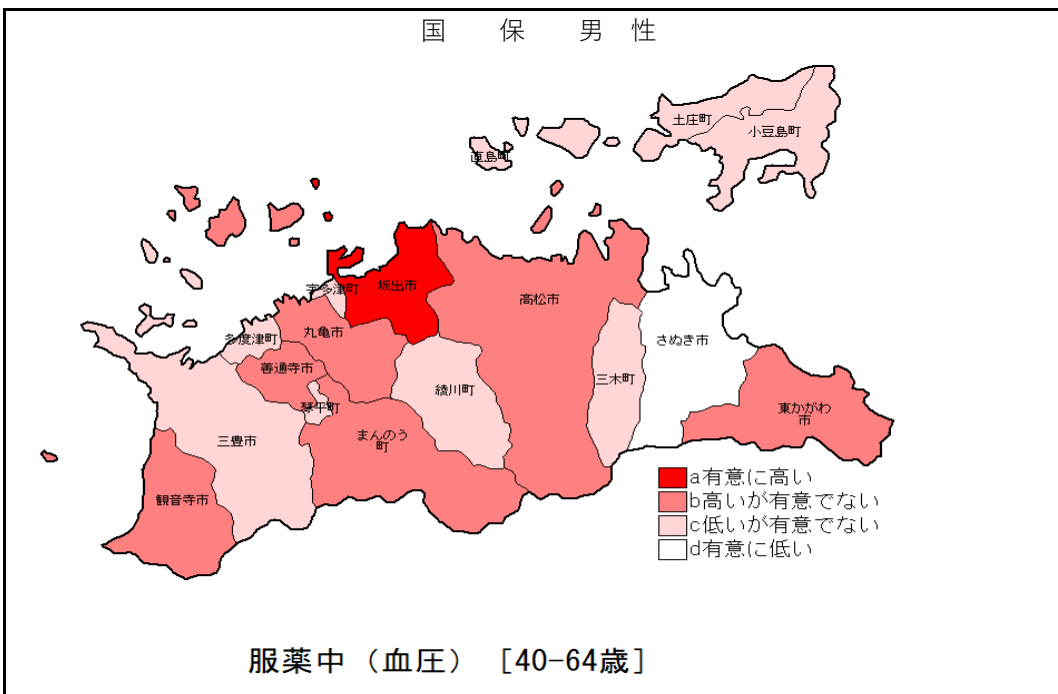 国 保 男 性
土庄町
小豆島町
直島町
宇多津町
坂出市
高松市
丸亀市
多度津町
さぬき市
善通寺市
三木町
綾川町
琴平町
東かがわ
市
まんのう
町
三豊市
観音寺市
a有意に高い
b高いが有意でない
c低いが有意でない
d有意に低い
服薬中（血圧）［40-64歳］